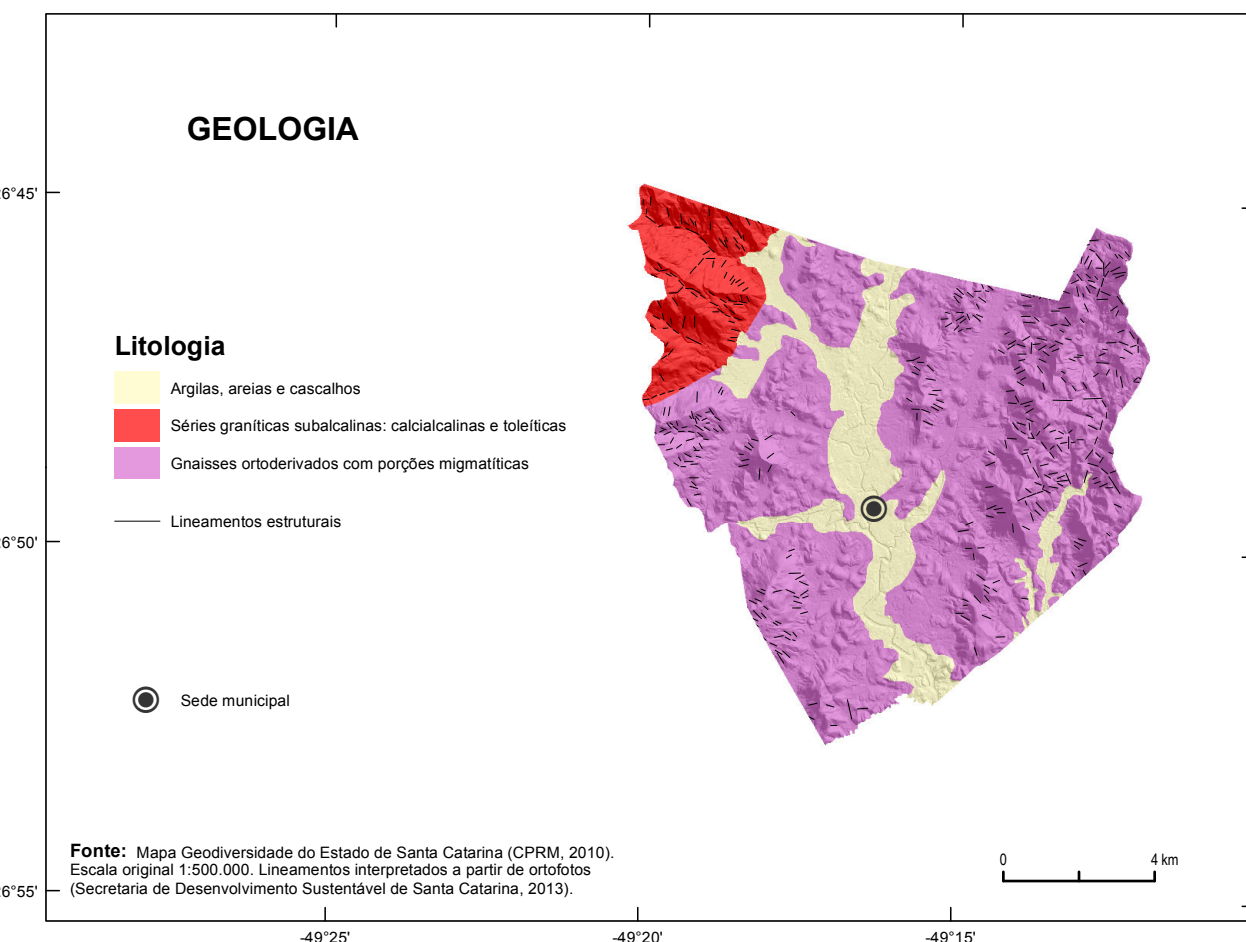 GEOLOGIA
6°45'
Litologia
Argilas, areias e cascalhos
Séries graníticas subalcalinas: calcialcalinas e toleíticas
Gnaisses ortoderivados com porções migmatíticas
Lineamentos estruturais
6°50'
Sede municipal
Fonte: Mapa Geodiversidade do Estado de Santa Catarina (CPRM, 2010).
Escala original 1:500.000. Lineamentos interpretados a partir de ortofotos
(Secretaria de Desenvolvimento Sustentável de Santa Catarina, 2013).
0 4 km
6°55'
-49°25' -49°20' -49°15'